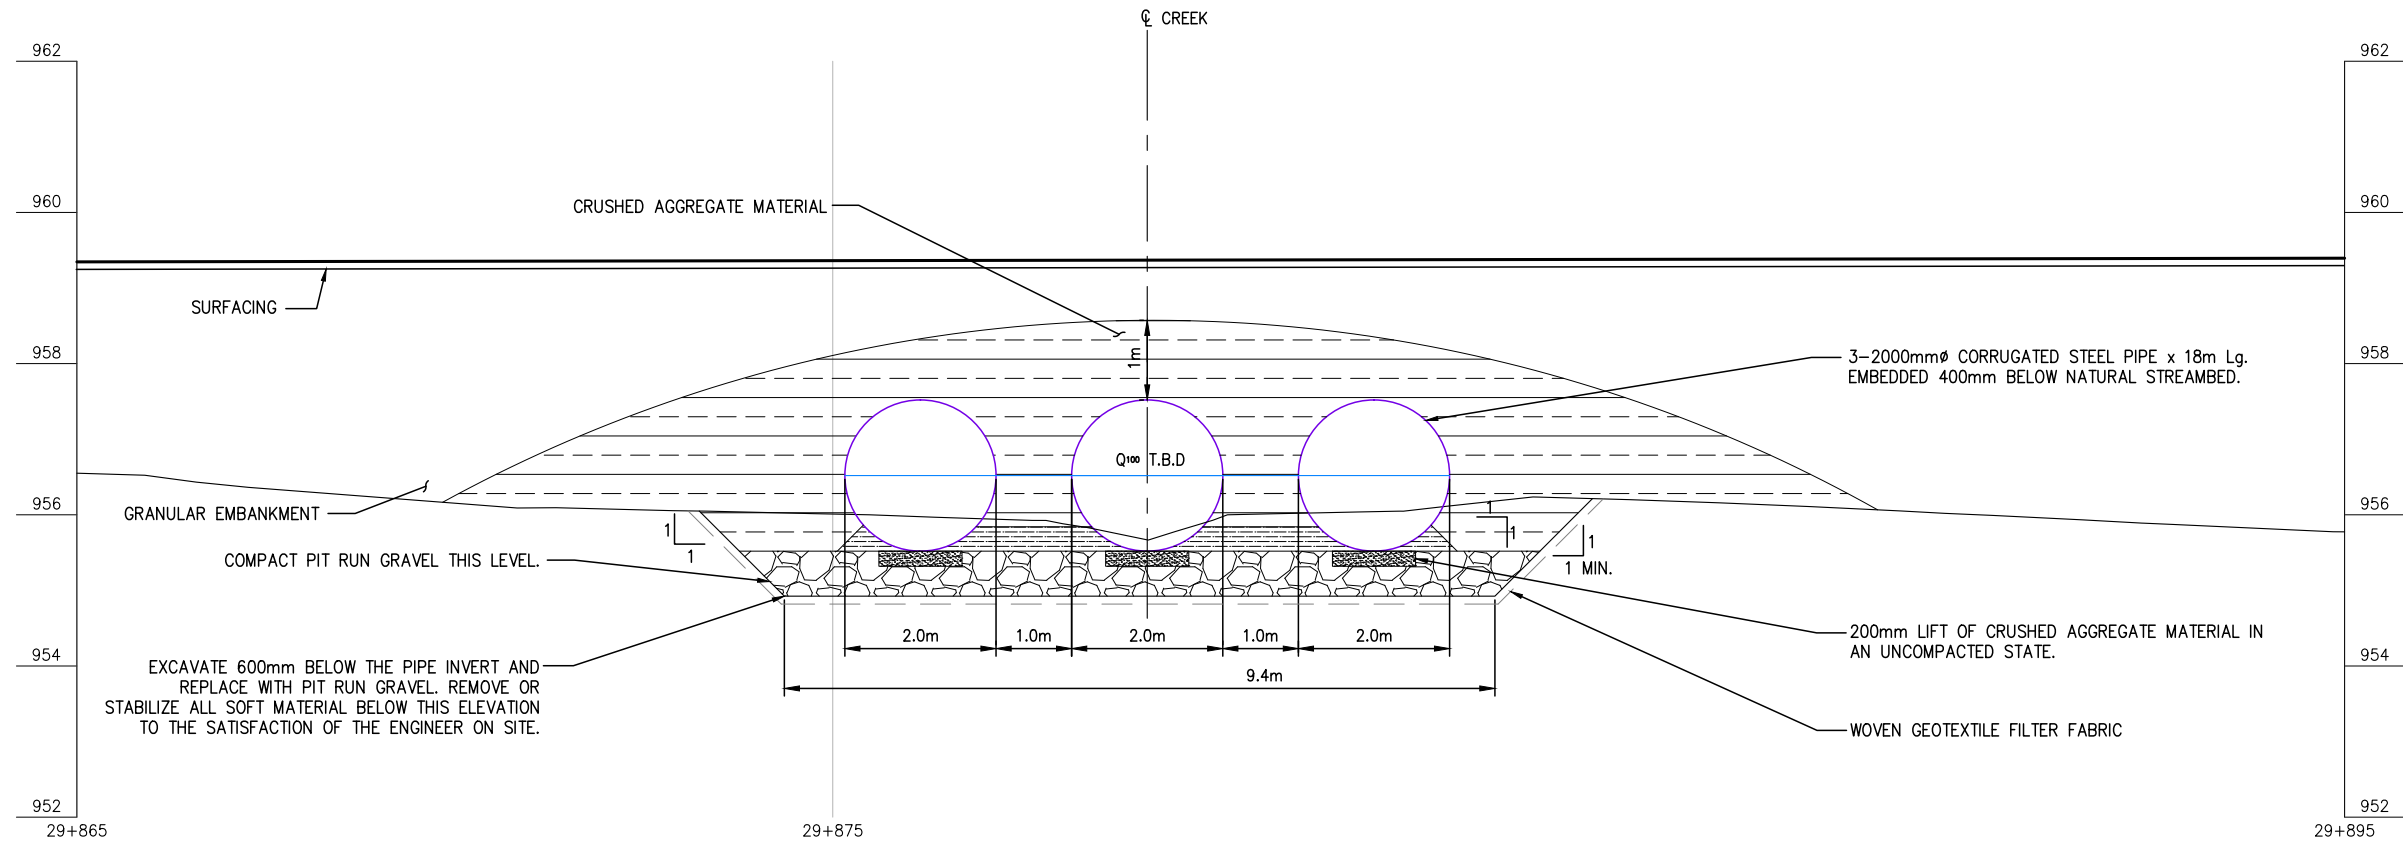 ℄ CREEK
962
962
960
960
CRUSHED AGGREGATE MATERIAL
SURFACING
958
958
1m
3-2000mmø CORRUGATED STEEL PIPE x 18m Lg.
EMBEDDED 400mm BELOW NATURAL STREAMBED.
Q100 T.B.D
956
956
GRANULAR EMBANKMENT
1
1
1
1
1
1 MIN.
COMPACT PIT RUN GRAVEL THIS LEVEL.
2.0m
1.0m
2.0m
1.0m
2.0m
200mm LIFT OF CRUSHED AGGREGATE MATERIAL IN
AN UNCOMPACTED STATE.
954
954
EXCAVATE 600mm BELOW THE PIPE INVERT AND
REPLACE WITH PIT RUN GRAVEL. REMOVE OR
STABILIZE ALL SOFT MATERIAL BELOW THIS ELEVATION
TO THE SATISFACTION OF THE ENGINEER ON SITE.
9.4m
WOVEN GEOTEXTILE FILTER FABRIC
952
952
29+865
29+875
29+895